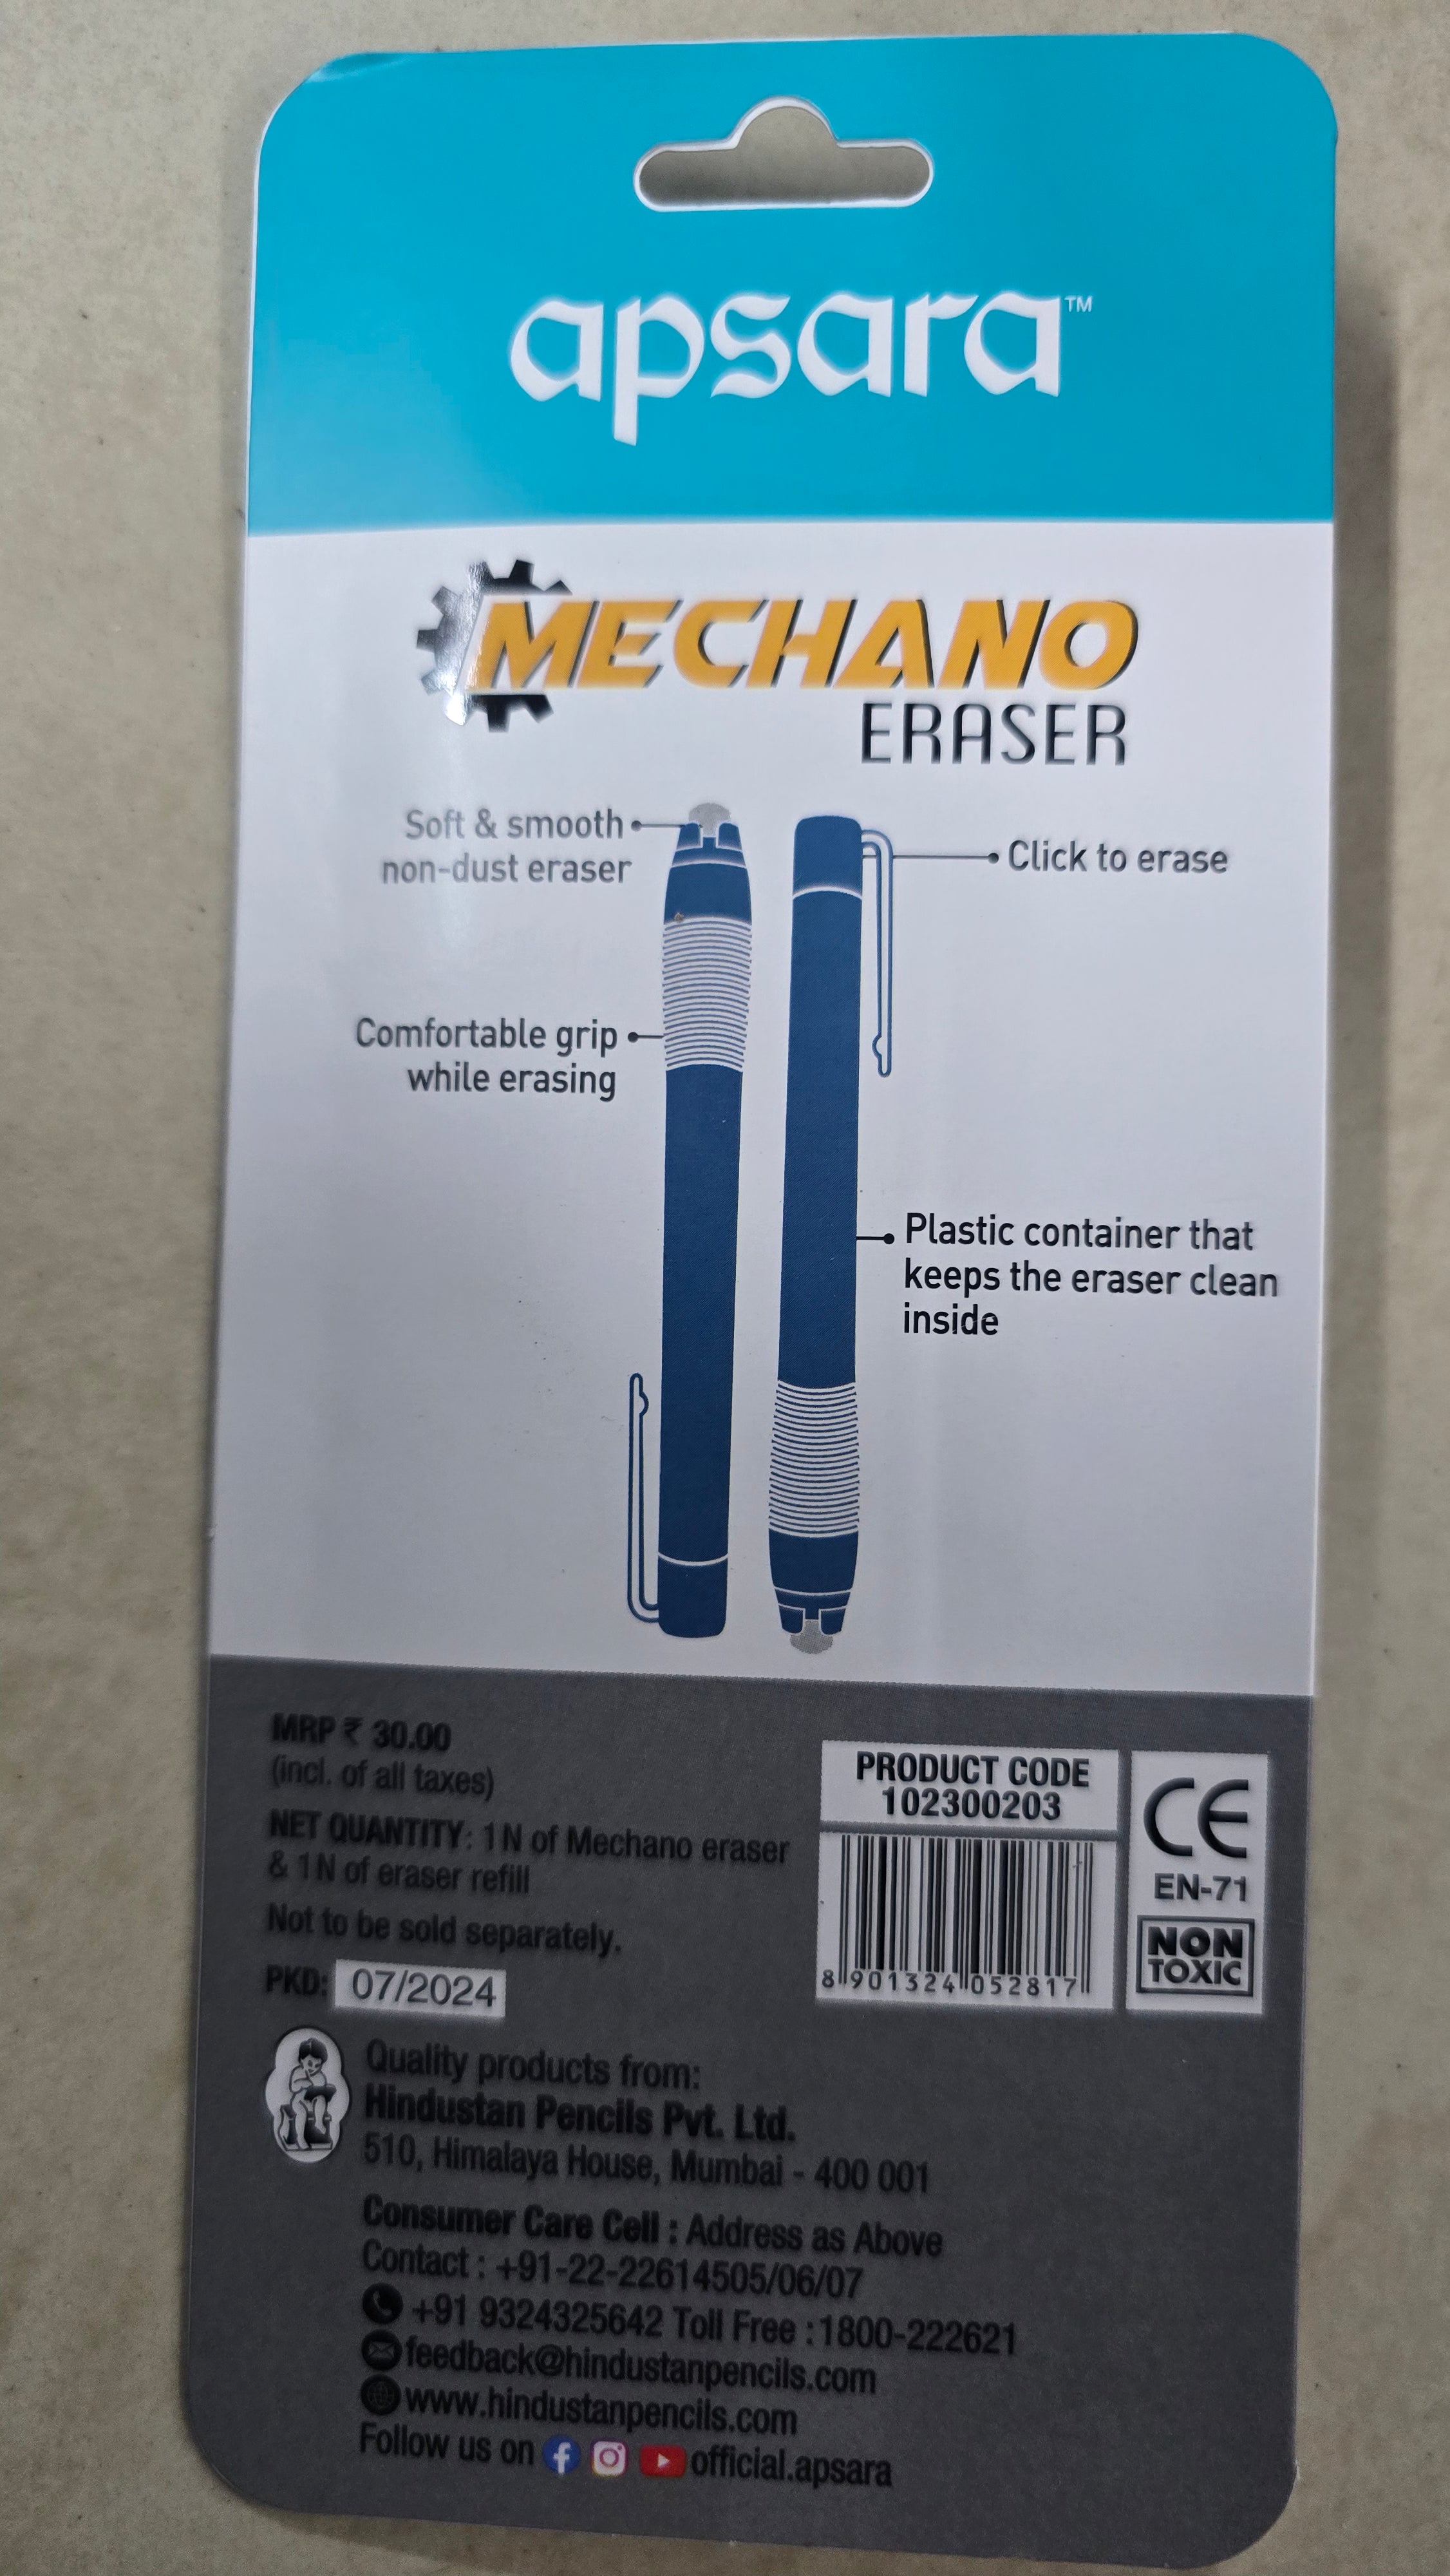 apsara™
MECHANO
ERASER
Soft & smooth
non-dust eraser
Click to erase
Comfortable grip
while erasing
Plastic container that
keeps the eraser clean
inside
MRP ₹ 30.00
(incl. of all taxes)
NET QUANTITY: 1N of Mechano eraser
& 1N of eraser refill
Not to be sold separately.
PKD: 07/2024
PRODUCT CODE
102300203
8 901324 052817
CE
EN-71
NON
TOXIC
Quality products from:
Hindustan Pencils Pvt. Ltd.
510, Himalaya House, Mumbai - 400 001
Consumer Care Cell : Address as Above
Contact : +91-22-22614505/06/07
+91 9324325642 Toll Free :1800-222621
feedback@hindustanpencils.com
www.hindustanpencils.com
Follow us on official.apsara